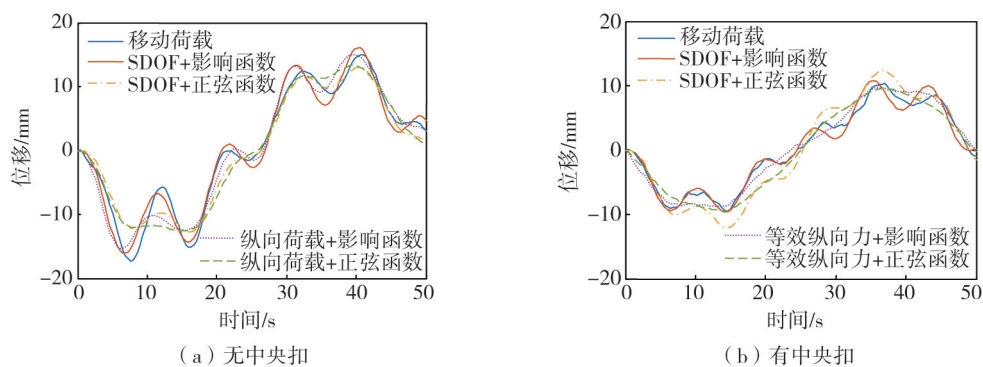 20
10
0
-10
-20
位移/mm
移动荷载
SDOF+影响函数
SDOF+正弦函数
纵向荷载+影响函数
纵向荷载+正弦函数
0 10 20 30 40 50
时间/s
(a)无中央扣
20
10
0
-10
-20
位移/mm
移动荷载
SDOF+影响函数
SDOF+正弦函数
等效纵向力+影响函数
等效纵向力+正弦函数
0 10 20 30 40 50
时间/s
(b)有中央扣